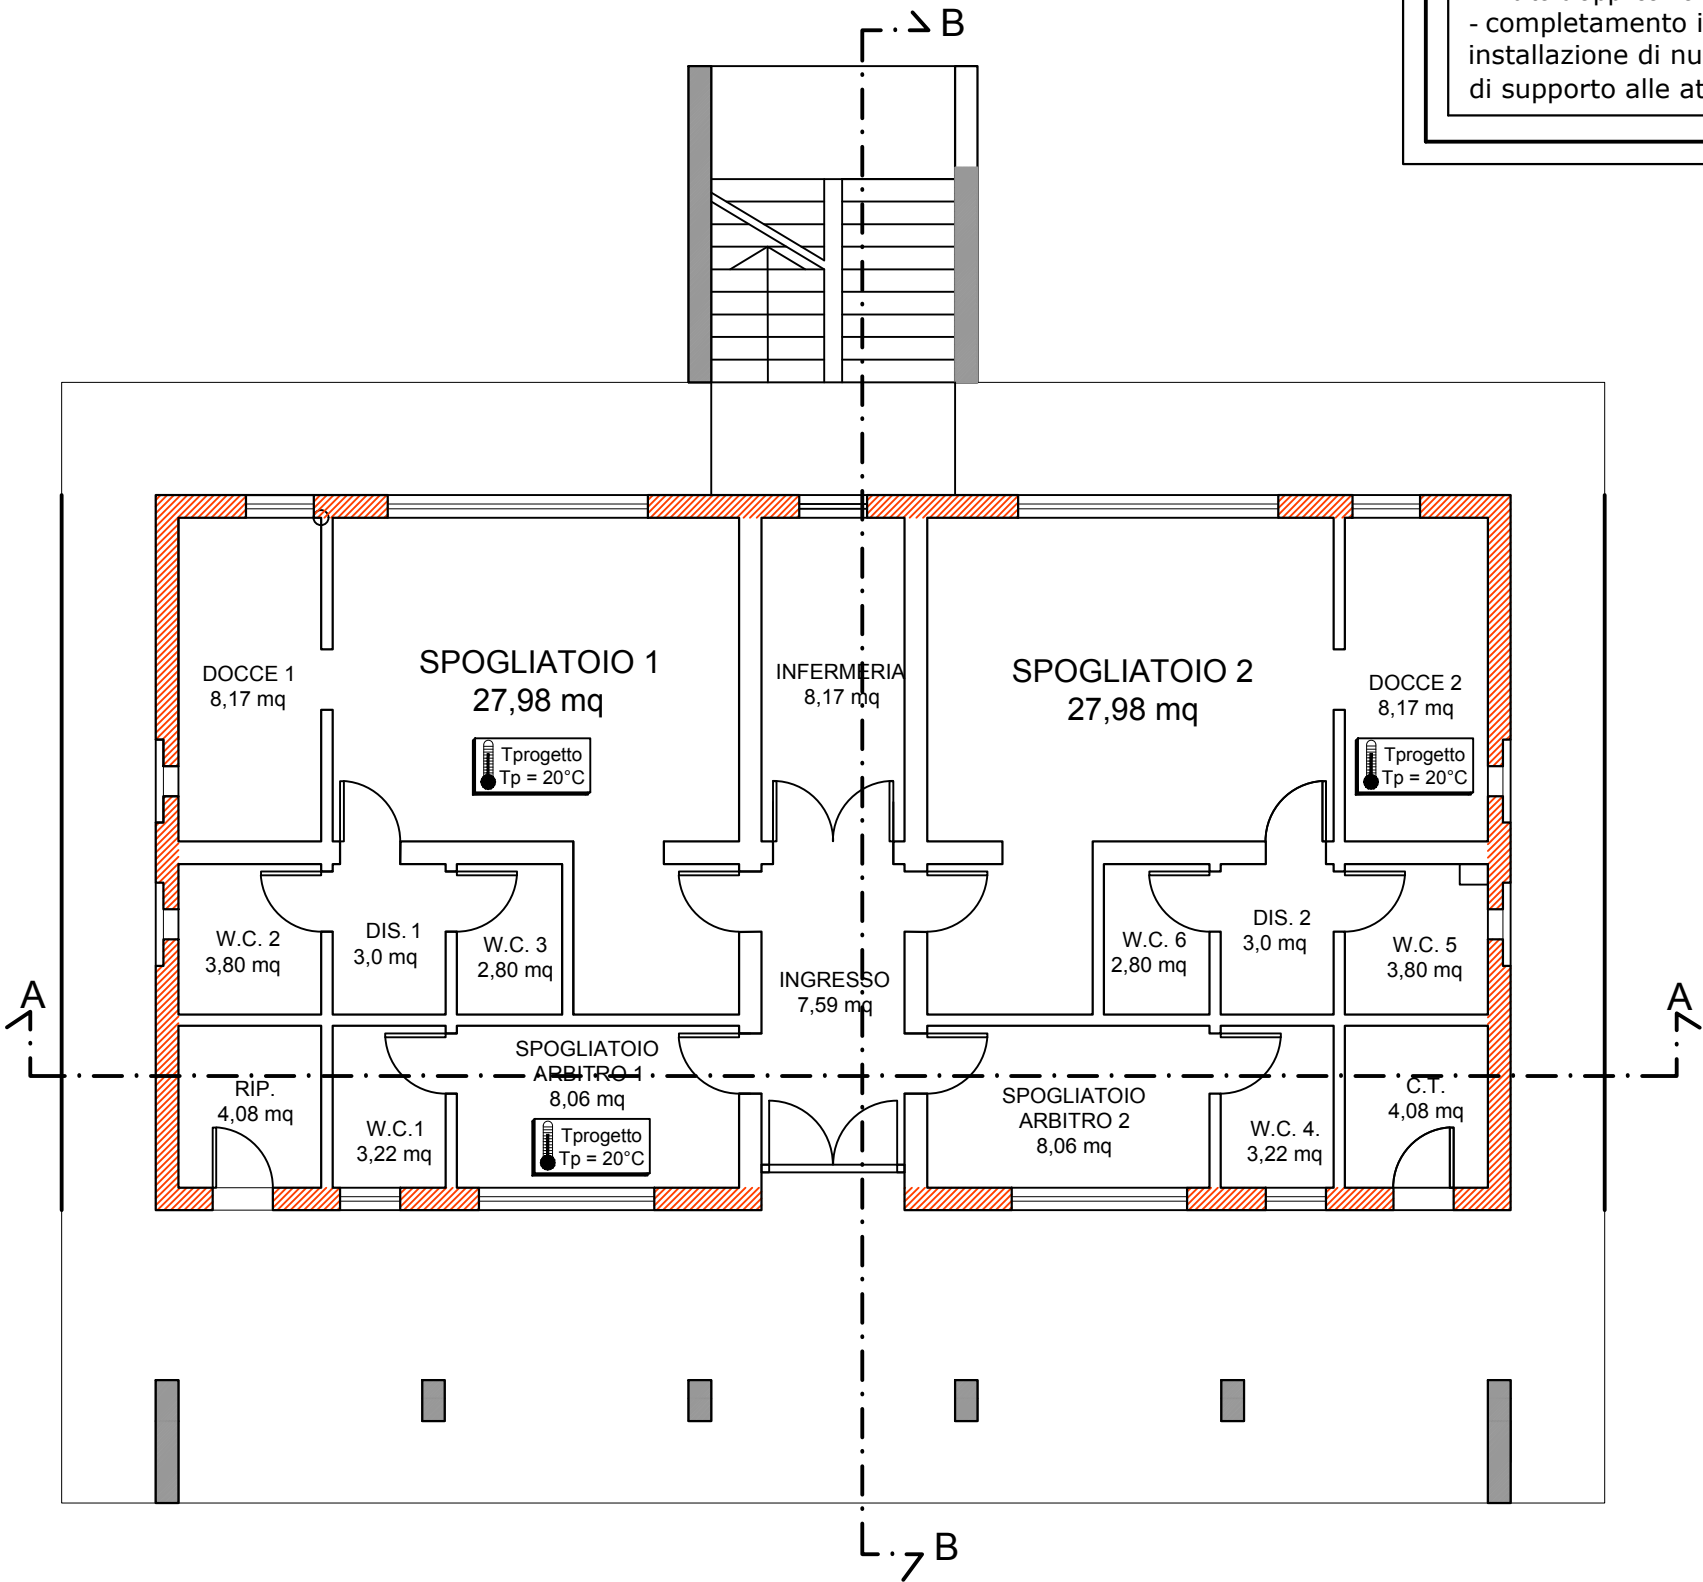 - completamento i
installazione di nu
di supporto alle at
B
SPOGLIATOIO 1
27,98 mq
DOCCE 1
8,17 mq
INFERMERIA
8,17 mq
SPOGLIATOIO 2
27,98 mq
DOCCE 2
8,17 mq
Tprogetto
Tp = 20°C
Tprogetto
Tp = 20°C
W.C. 2
3,80 mq
DIS. 1
3,0 mq
W.C. 3
2,80 mq
INGRESSO
7,59 mq
W.C. 6
2,80 mq
DIS. 2
3,0 mq
W.C. 5
3,80 mq
A
A
RIP.
4,08 mq
W.C.1
3,22 mq
SPOGLIATOIO
ARBITRO 1
8,06 mq
Tprogetto
Tp = 20°C
SPOGLIATOIO
ARBITRO 2
8,06 mq
W.C. 4.
3,22 mq
C.T.
4,08 mq
B